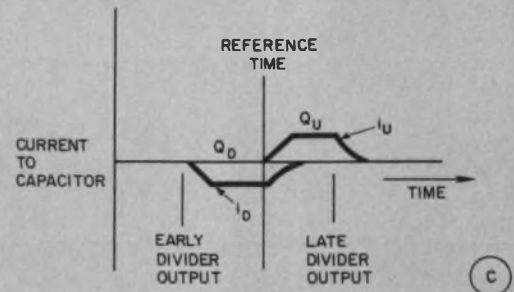 REFERENCE
TIME
Q_U
i_U
Q_D
CURRENT
TO
CAPACITOR
TIME
i_D
EARLY
DIVIDER
OUTPUT
LATE
DIVIDER
OUTPUT
C